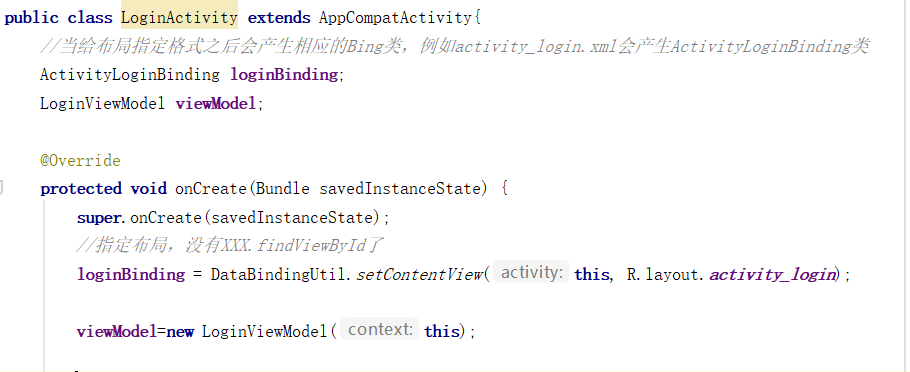 public class LoginActivity extends AppCompatActivity{
//当给布局指定格式之后会产生相应的Bing类，例如activity_login.xml会产生ActivityLoginBinding类
ActivityLoginBinding loginBinding;
LoginViewModel viewModel;
@Override
protected void onCreate(Bundle savedInstanceState) {
super.onCreate(savedInstanceState);
//指定布局，没有XXX.findViewById了
loginBinding = DataBindingUtil.setContentView( activity: this, R.layout.activity_login);
viewModel=new LoginViewModel( context: this);